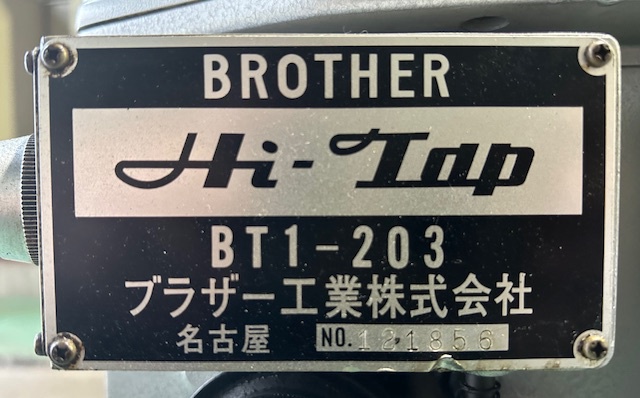 BROTHER
Hi-Tap
BT1-203
ブラザー工業株式会社
名古屋 NO. 121856